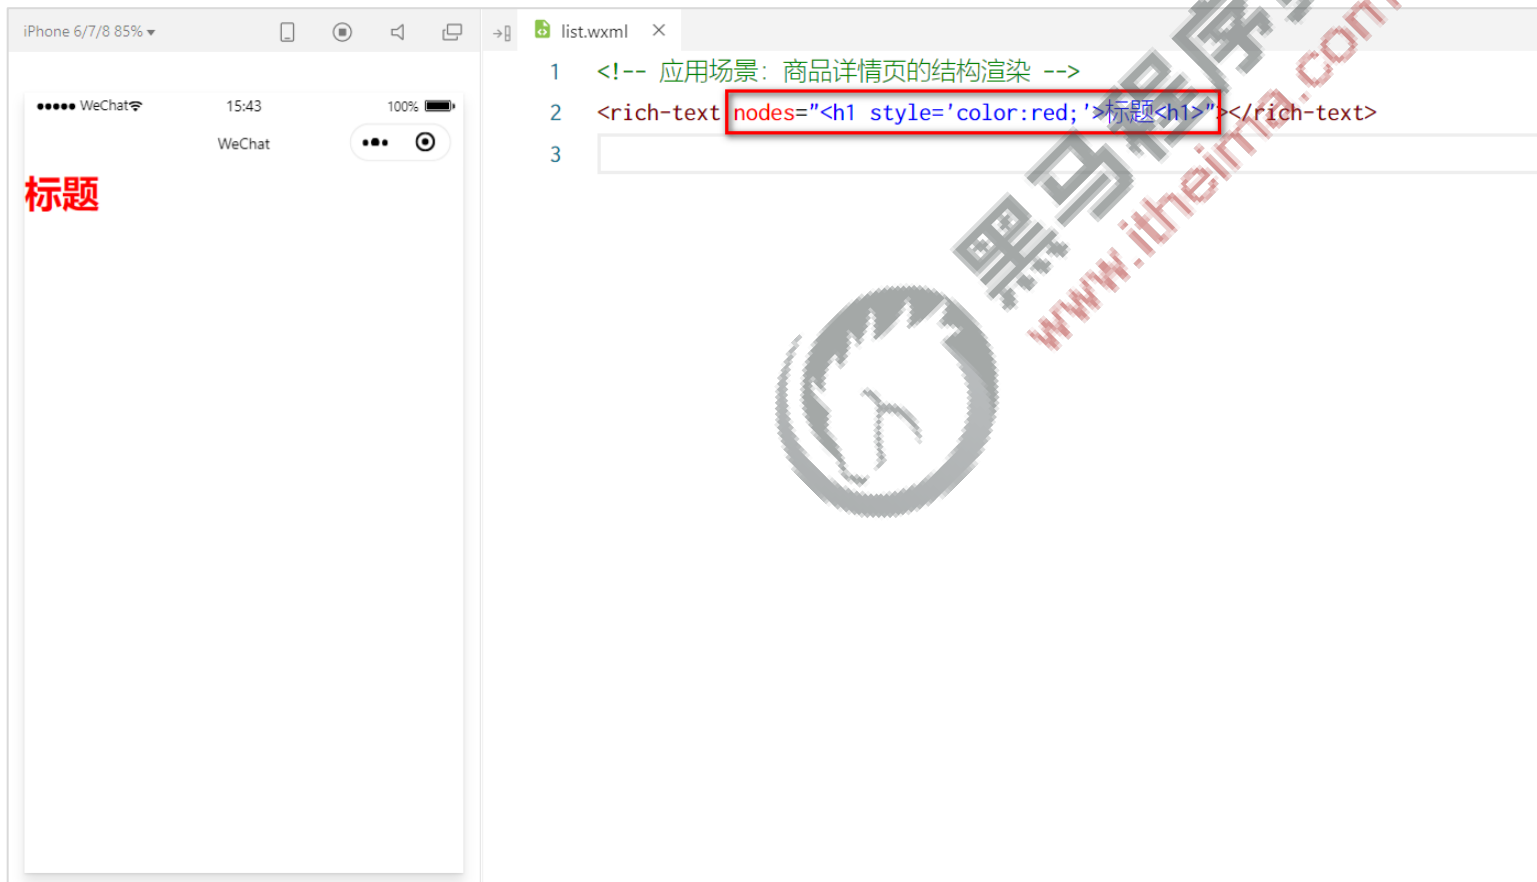 iPhone 6/7/8 85%
list.wxml
WeChat
15:43
100%
WeChat
标题
1 <!-- 应用场景：商品详情页的结构渲染 -->
2 <rich-text nodes="<h1 style='color:red;'>标题<h1>"></rich-text>
3
黑马程序
www.itheima.com